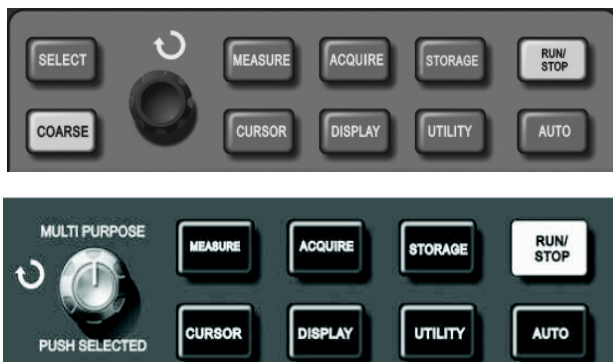 SELECT
MEASURE
ACQUIRE
STORAGE
RUN/
STOP
COARSE
CURSOR
DISPLAY
UTILITY
AUTO
MULTI PURPOSE
MEASURE
ACQUIRE
STORAGE
RUN/
STOP
PUSH SELECTED
CURSOR
DISPLAY
UTILITY
AUTO